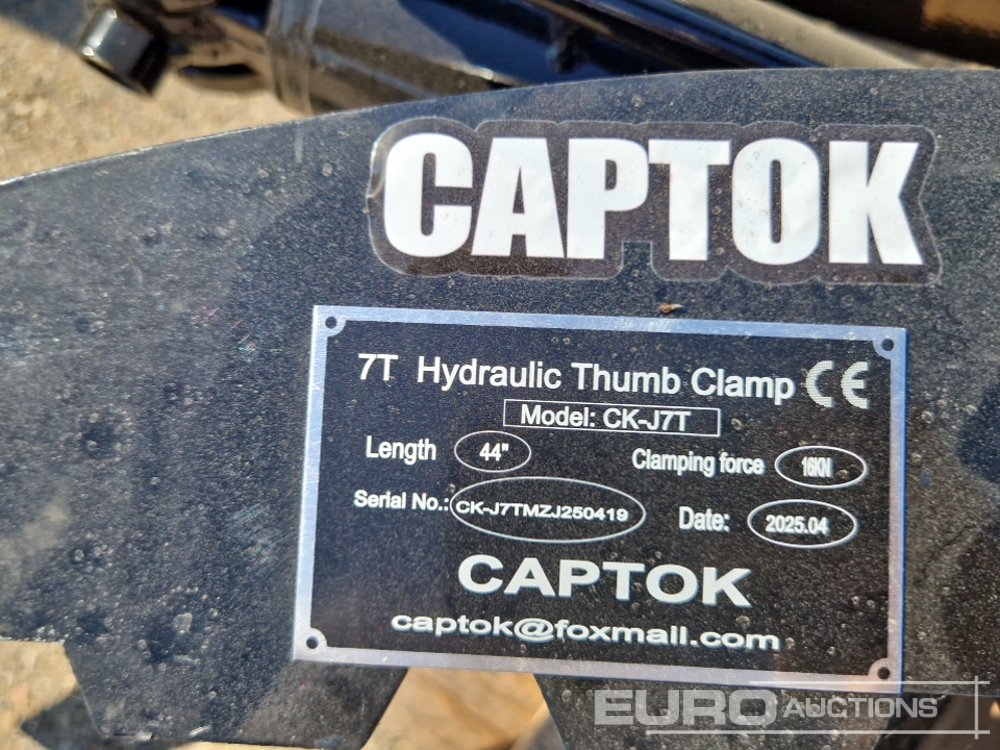 CAPTOK
7T Hydraulic Thumb Clamp CE
Model: CK-J7T
Length 44" Clamping force 16KN
Serial No.: CK-J7TMZJ250419 Date: 2025.04
CAPTOK
captok@foxmail.com
EURO AUCTIONS